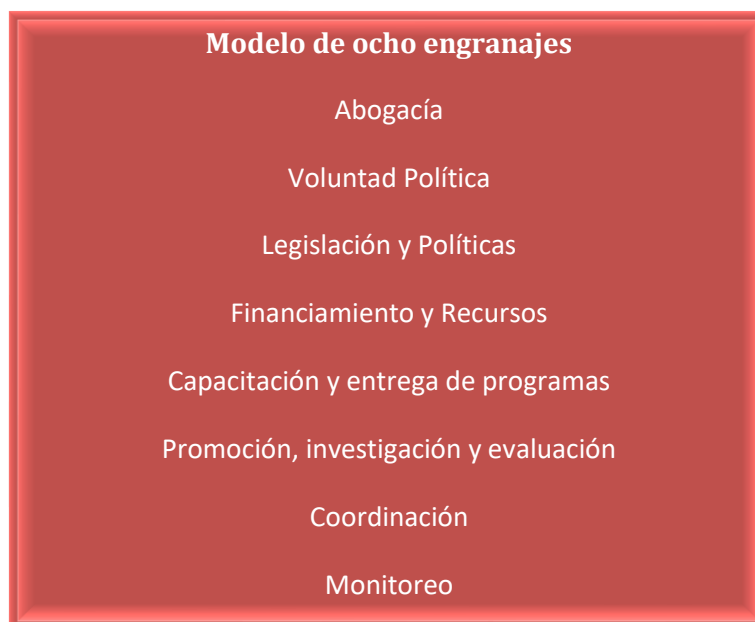 Modelo de ocho engranajes
Abogacía
Voluntad Política
Legislación y Políticas
Financiamiento y Recursos
Capacitación y entrega de programas
Promoción, investigación y evaluación
Coordinación
Monitoreo